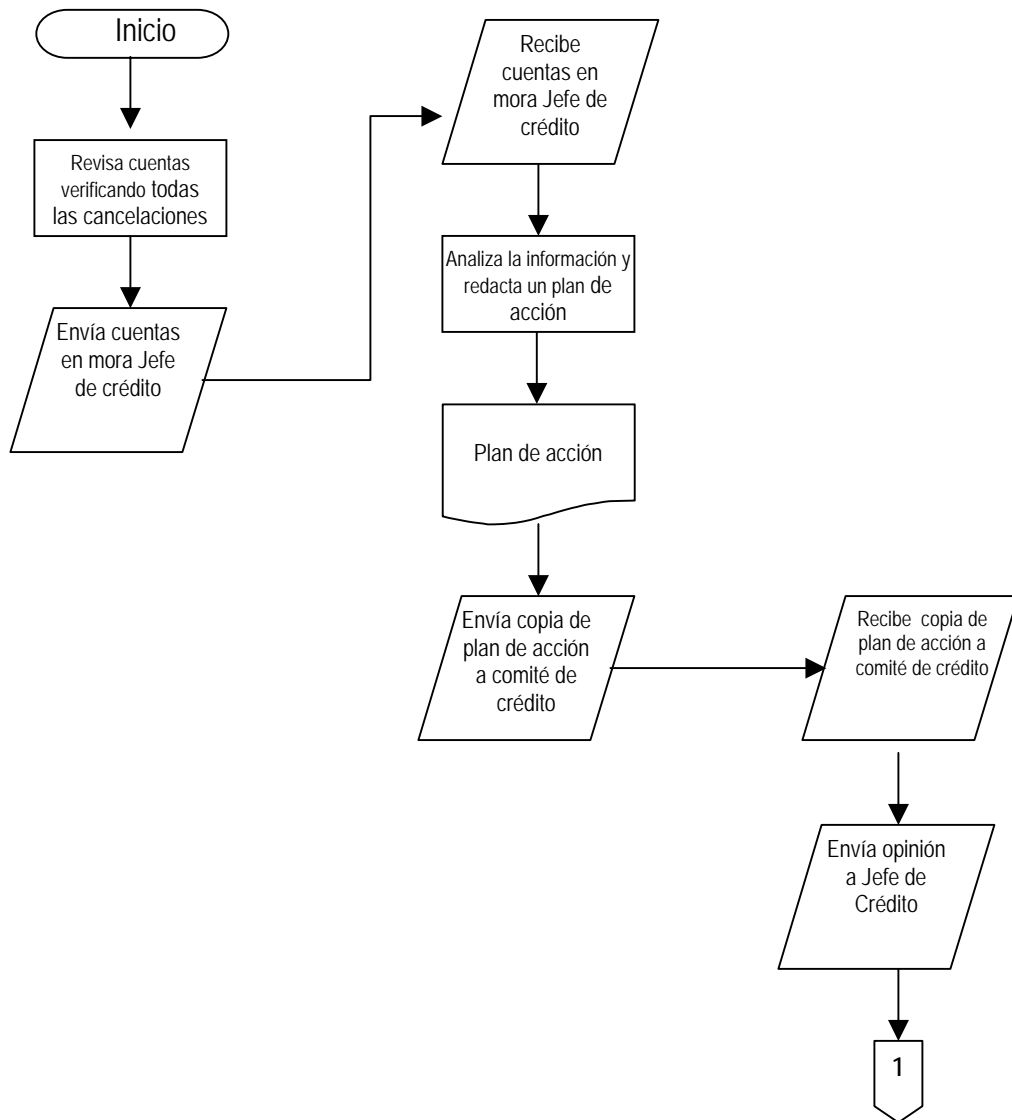 Inicio
Revisa cuentas
verificando todas
las cancelaciones
Envía cuentas
en mora Jefe
de crédito
Recibe
cuentas en
mora Jefe de
crédito
Analiza la información y
redacta un plan de
acción
Plan de acción
Envía copia de
plan de acción
a comité de
crédito
Recibe copia de
plan de acción a
comité de crédito
Envía opinión
a Jefe de
Crédito
1